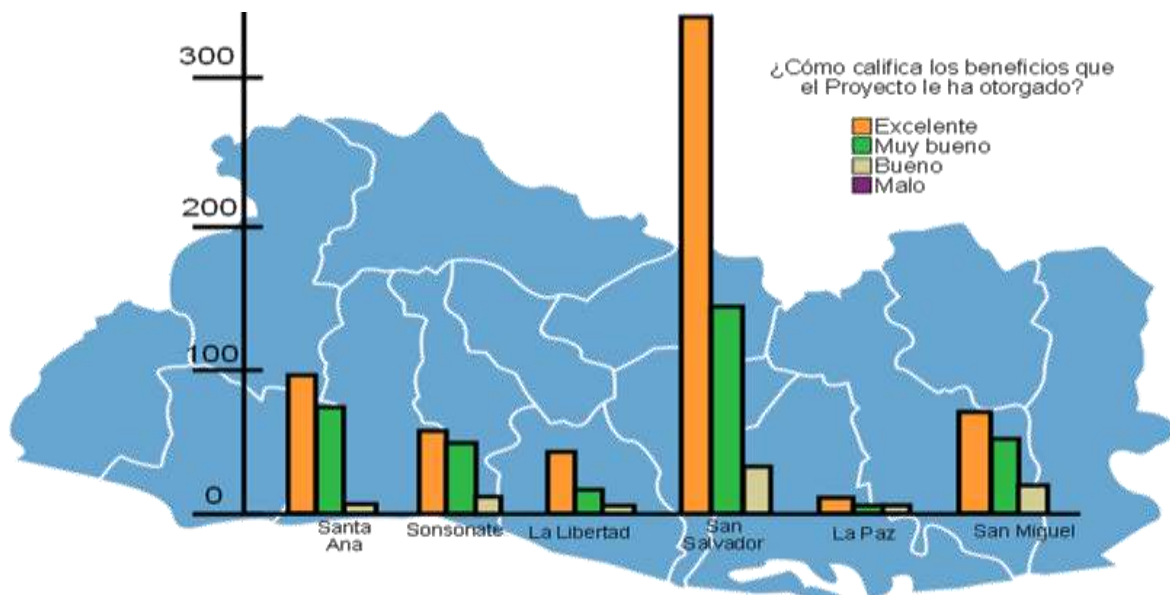 ¿Cómo califica los beneficios que
el Proyecto le ha otorgado?
Excelente
Muy bueno
Bueno
Malo
300
200
100
0
Santa
Ana
Sonsonate
La Libertad
San
Salvador
La Paz
San Miguel